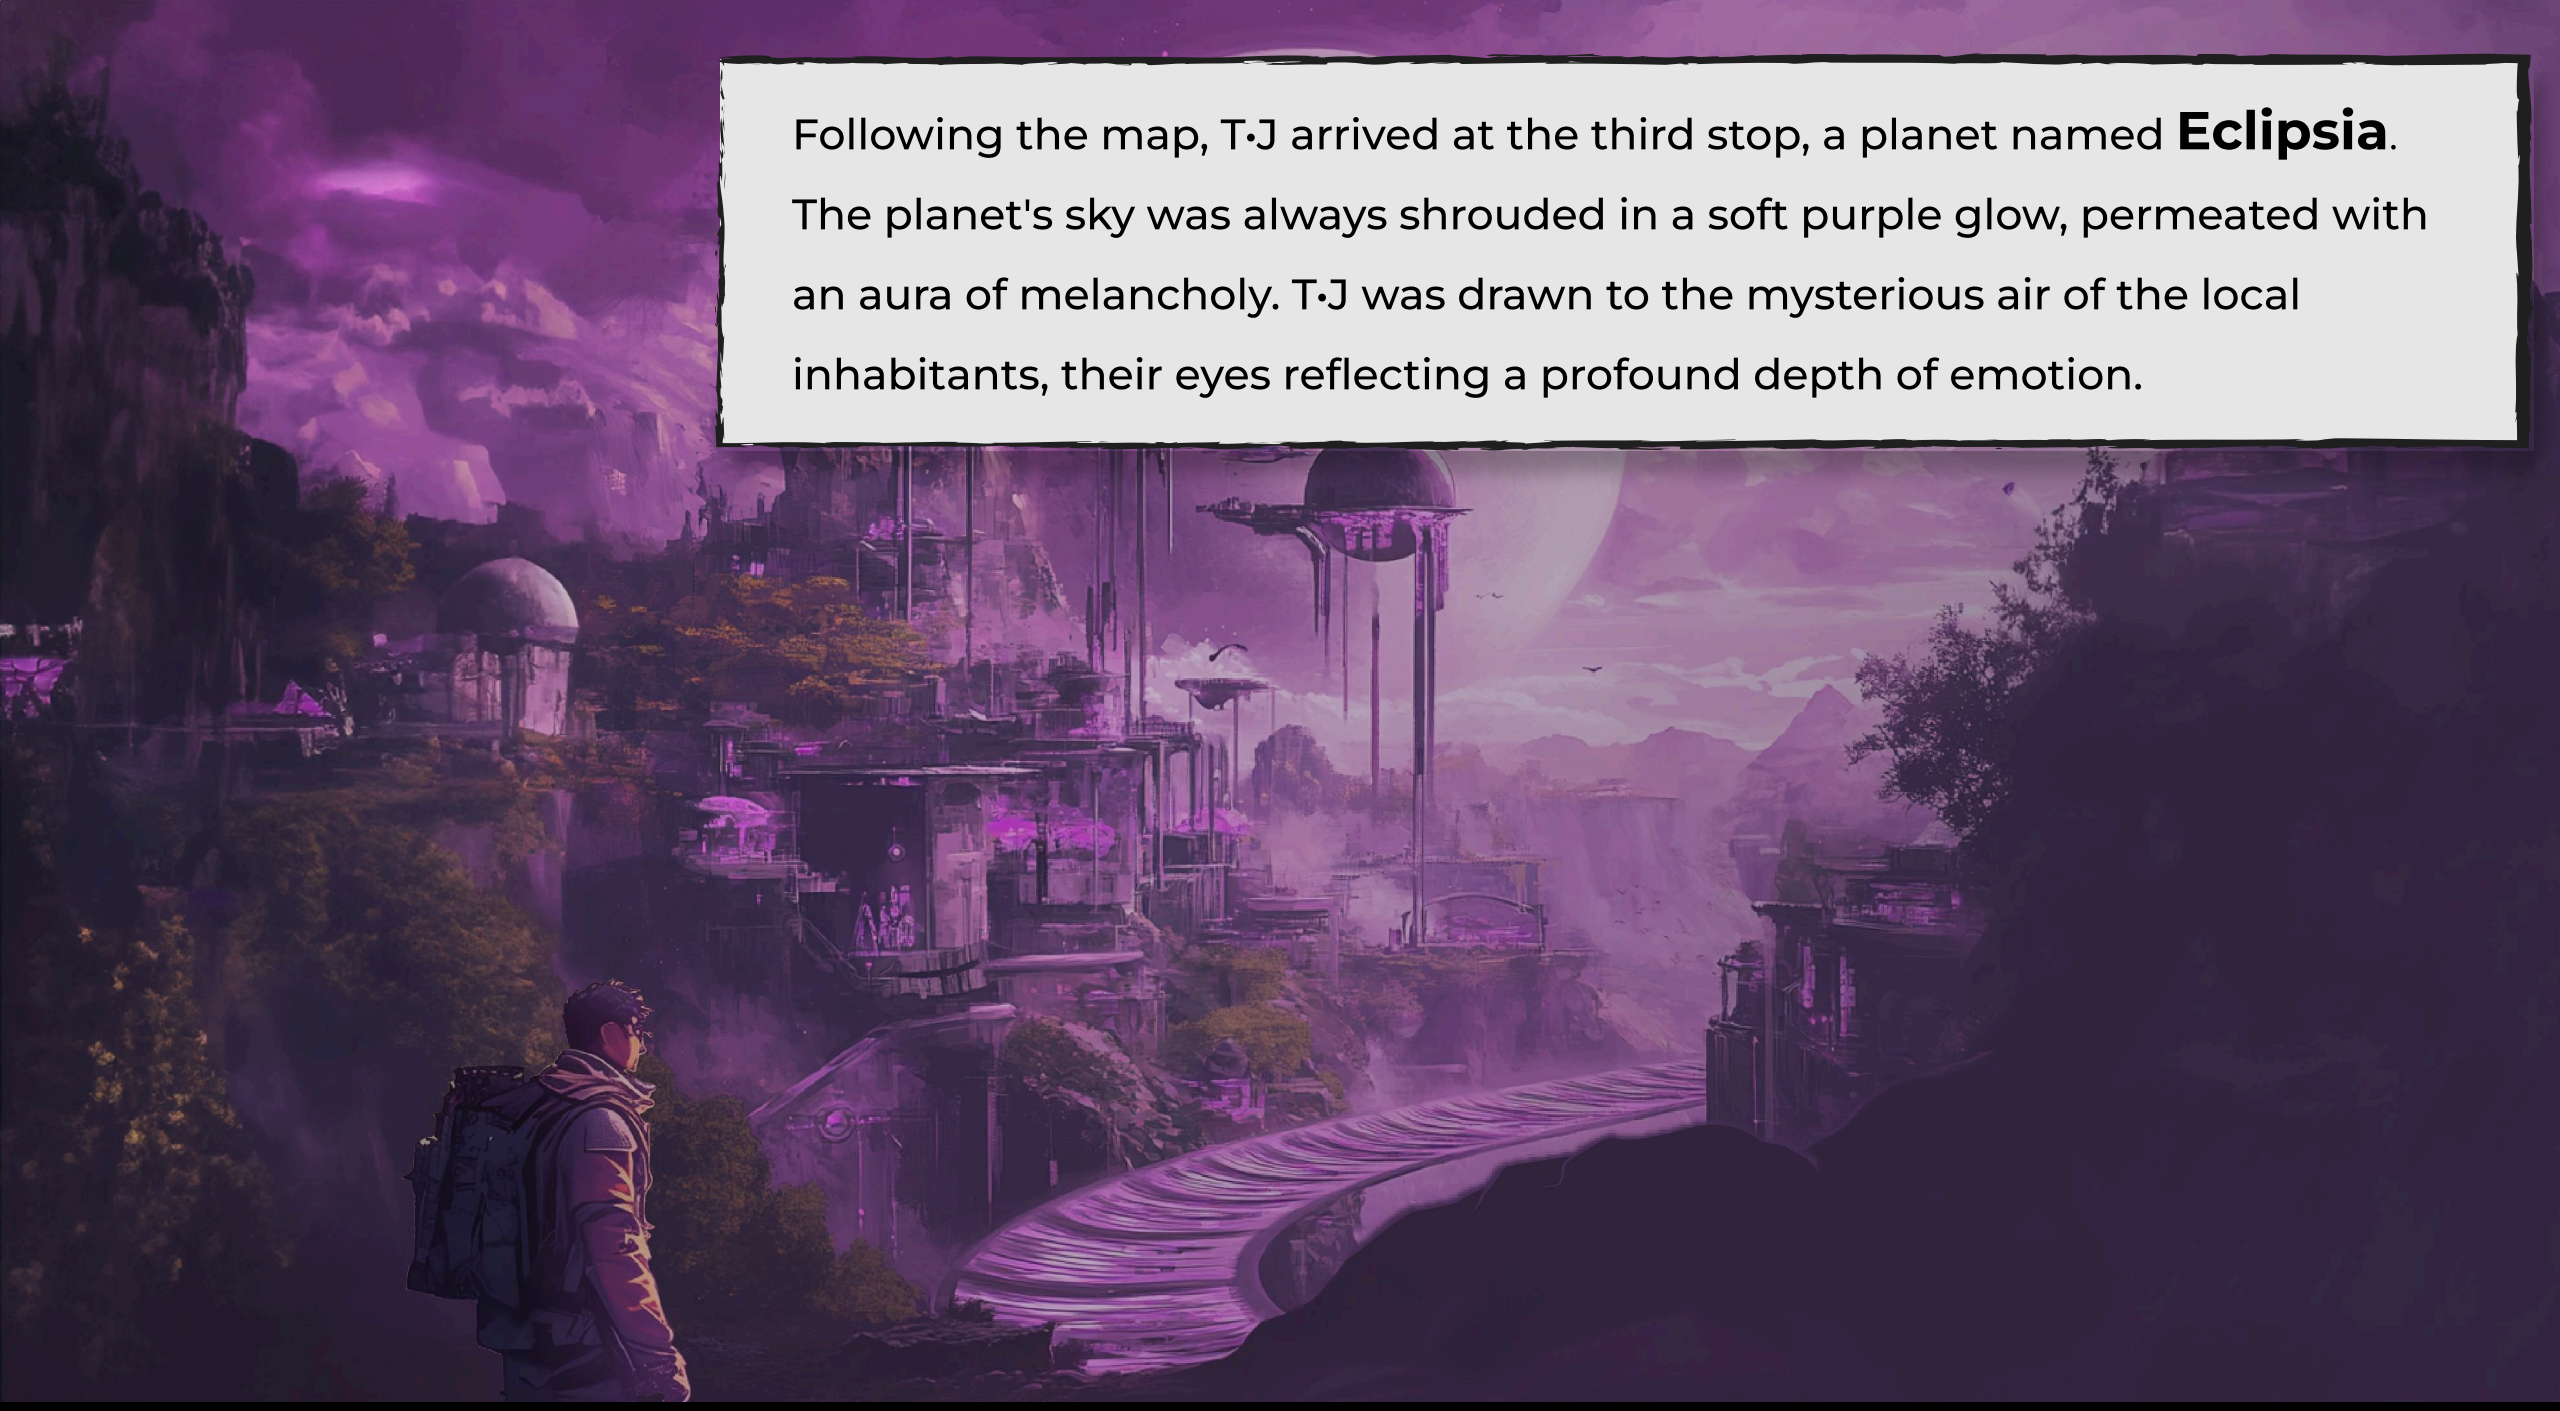 Following the map, T•J arrived at the third stop, a planet named Eclipsia.
The planet's sky was always shrouded in a soft purple glow, permeated with
an aura of melancholy. T•J was drawn to the mysterious air of the local
inhabitants, their eyes reflecting a profound depth of emotion.